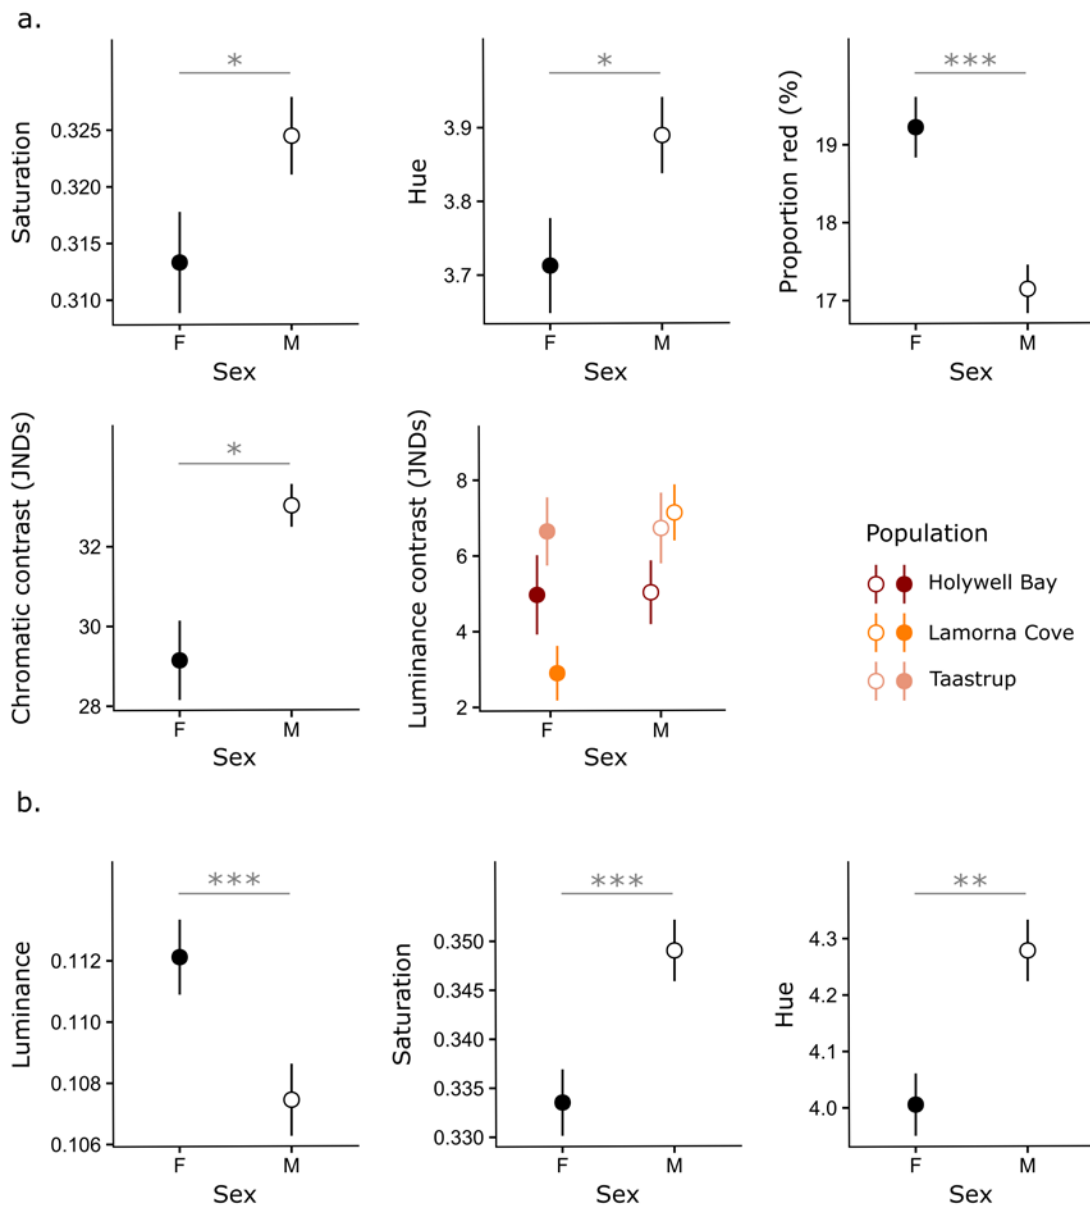 a.
*
Saturation
0.325
0.320
0.315
0.310
F M
Sex
*
Hue
3.9
3.8
3.7
F M
Sex
***
Proportion red (%)
19
18
17
F M
Sex
*
Chromatic contrast (JNDs)
32
30
28
F M
Sex
Luminance contrast (JNDs)
8
6
4
2
F M
Sex
Population
Holywell Bay
Lamorna Cove
Taastrup
b.
***
Luminance
0.112
0.110
0.108
0.106
F M
Sex
***
Saturation
0.350
0.345
0.340
0.335
0.330
F M
Sex
**
Hue
4.3
4.2
4.1
4.0
F M
Sex